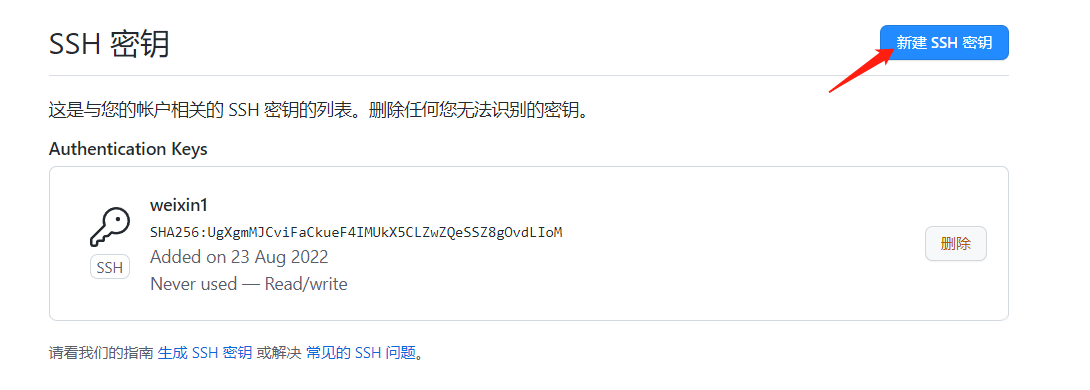 SSH 密钥
新建 SSH 密钥
这是与您的帐户相关的 SSH 密钥的列表。删除任何您无法识别的密钥。
Authentication Keys
weixin1
SHA256:UgXgmMJCviFaCkueF4IMUkX5CLZwZQeSSZ8gOvdLIoM
Added on 23 Aug 2022
Never used — Read/write
SSH
删除
请看我们的指南 生成 SSH 密钥 或解决 常见的 SSH 问题。